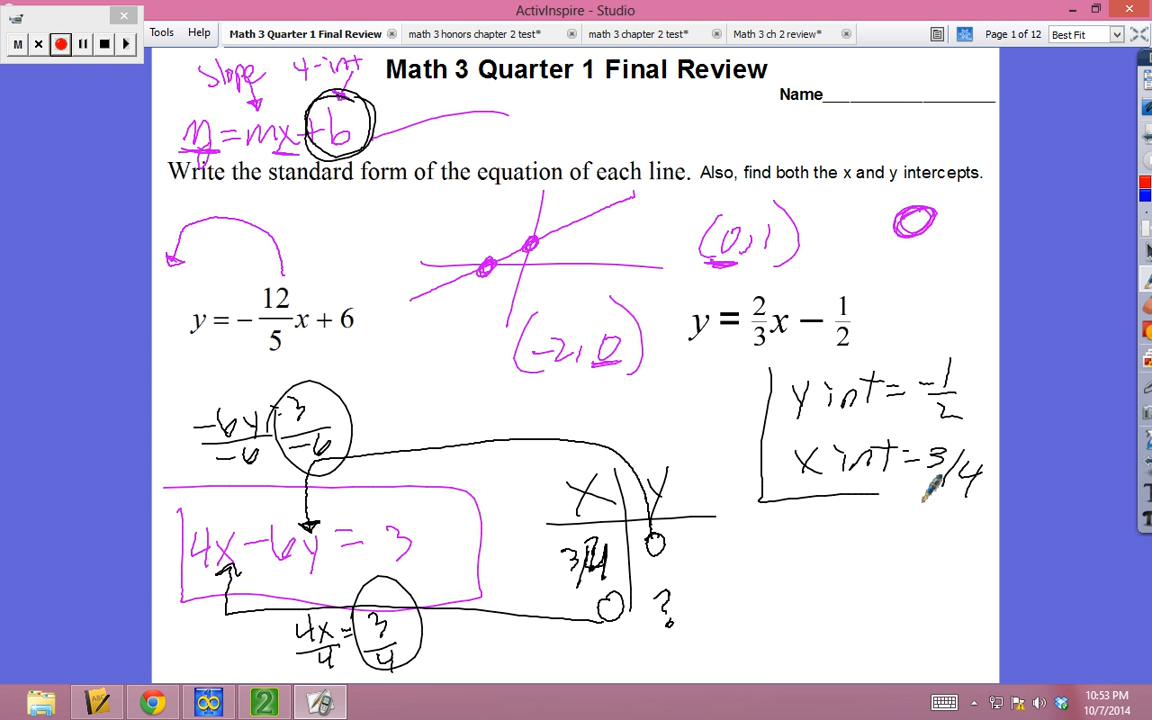 ActivInspire - Studio
M
Tools Help
Math 3 Quarter 1 Final Review
math 3 honors chapter 2 test*
math 3 chapter 2 test*
Math 3 ch 2 review*
Page 1 of 12
Best Fit
Slope y-int
y = mx + b
Math 3 Quarter 1 Final Review
Name
Write the standard form of the equation of each line. Also, find both the x and y intercepts.
(0, 1)
y = -12/5 x + 6
(-2, 0)
y = 2/3 x - 1/2
y int = -1/2
x int = 3/4
-6y/-6 = 3/-6
X Y
3/4 0
0 ?
4x - 6y = 3
4x/4 = 3/4
10:53 PM
10/7/2014